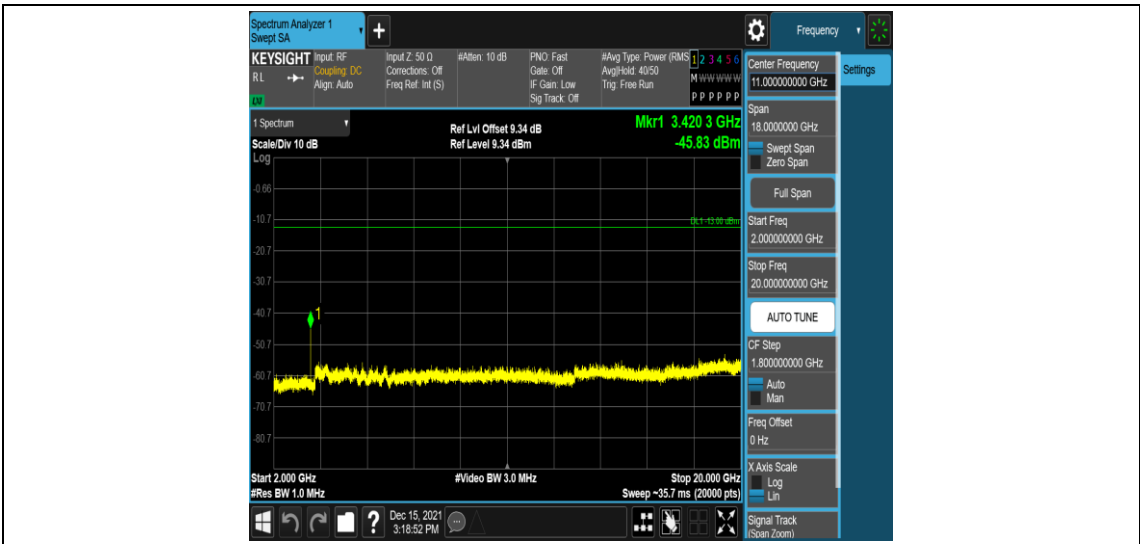 Spectrum Analyzer 1
Swept SA
+
Frequency
KEYSIGHT
RL
LXI
Input: RF
Coupling: DC
Align: Auto
Input Z: 50 Ω
Corrections: Off
Freq Ref: Int (S)
#Atten: 10 dB
PNO: Fast
Gate: Off
IF Gain: Low
Sig Track: Off
#Avg Type: Power (RMS
Avg|Hold: 40/50
Trig: Free Run
1 2 3 4 5 6
M W W W W W
P P P P P P
1 Spectrum
Scale/Div 10 dB
Log
Ref Lvl Offset 9.34 dB
Ref Level 9.34 dBm
Mkr1 3.420 3 GHz
-45.83 dBm
-0.66
-10.7
DL1 -13.00 dBm
-20.7
-30.7
-40.7
1
-50.7
-60.7
-70.7
-80.7
Start 2.000 GHz
#Res BW 1.0 MHz
#Video BW 3.0 MHz
Stop 20.000 GHz
Sweep ~35.7 ms (20000 pts)
?
Dec 15, 2021
3:18:52 PM
Center Frequency
11.000000000 GHz
Settings
Span
18.0000000 GHz
Swept Span
Zero Span
Full Span
Start Freq
2.000000000 GHz
Stop Freq
20.000000000 GHz
AUTO TUNE
CF Step
1.800000000 GHz
Auto
Man
Freq Offset
0 Hz
X Axis Scale
Log
Lin
Signal Track
(Span Zoom)